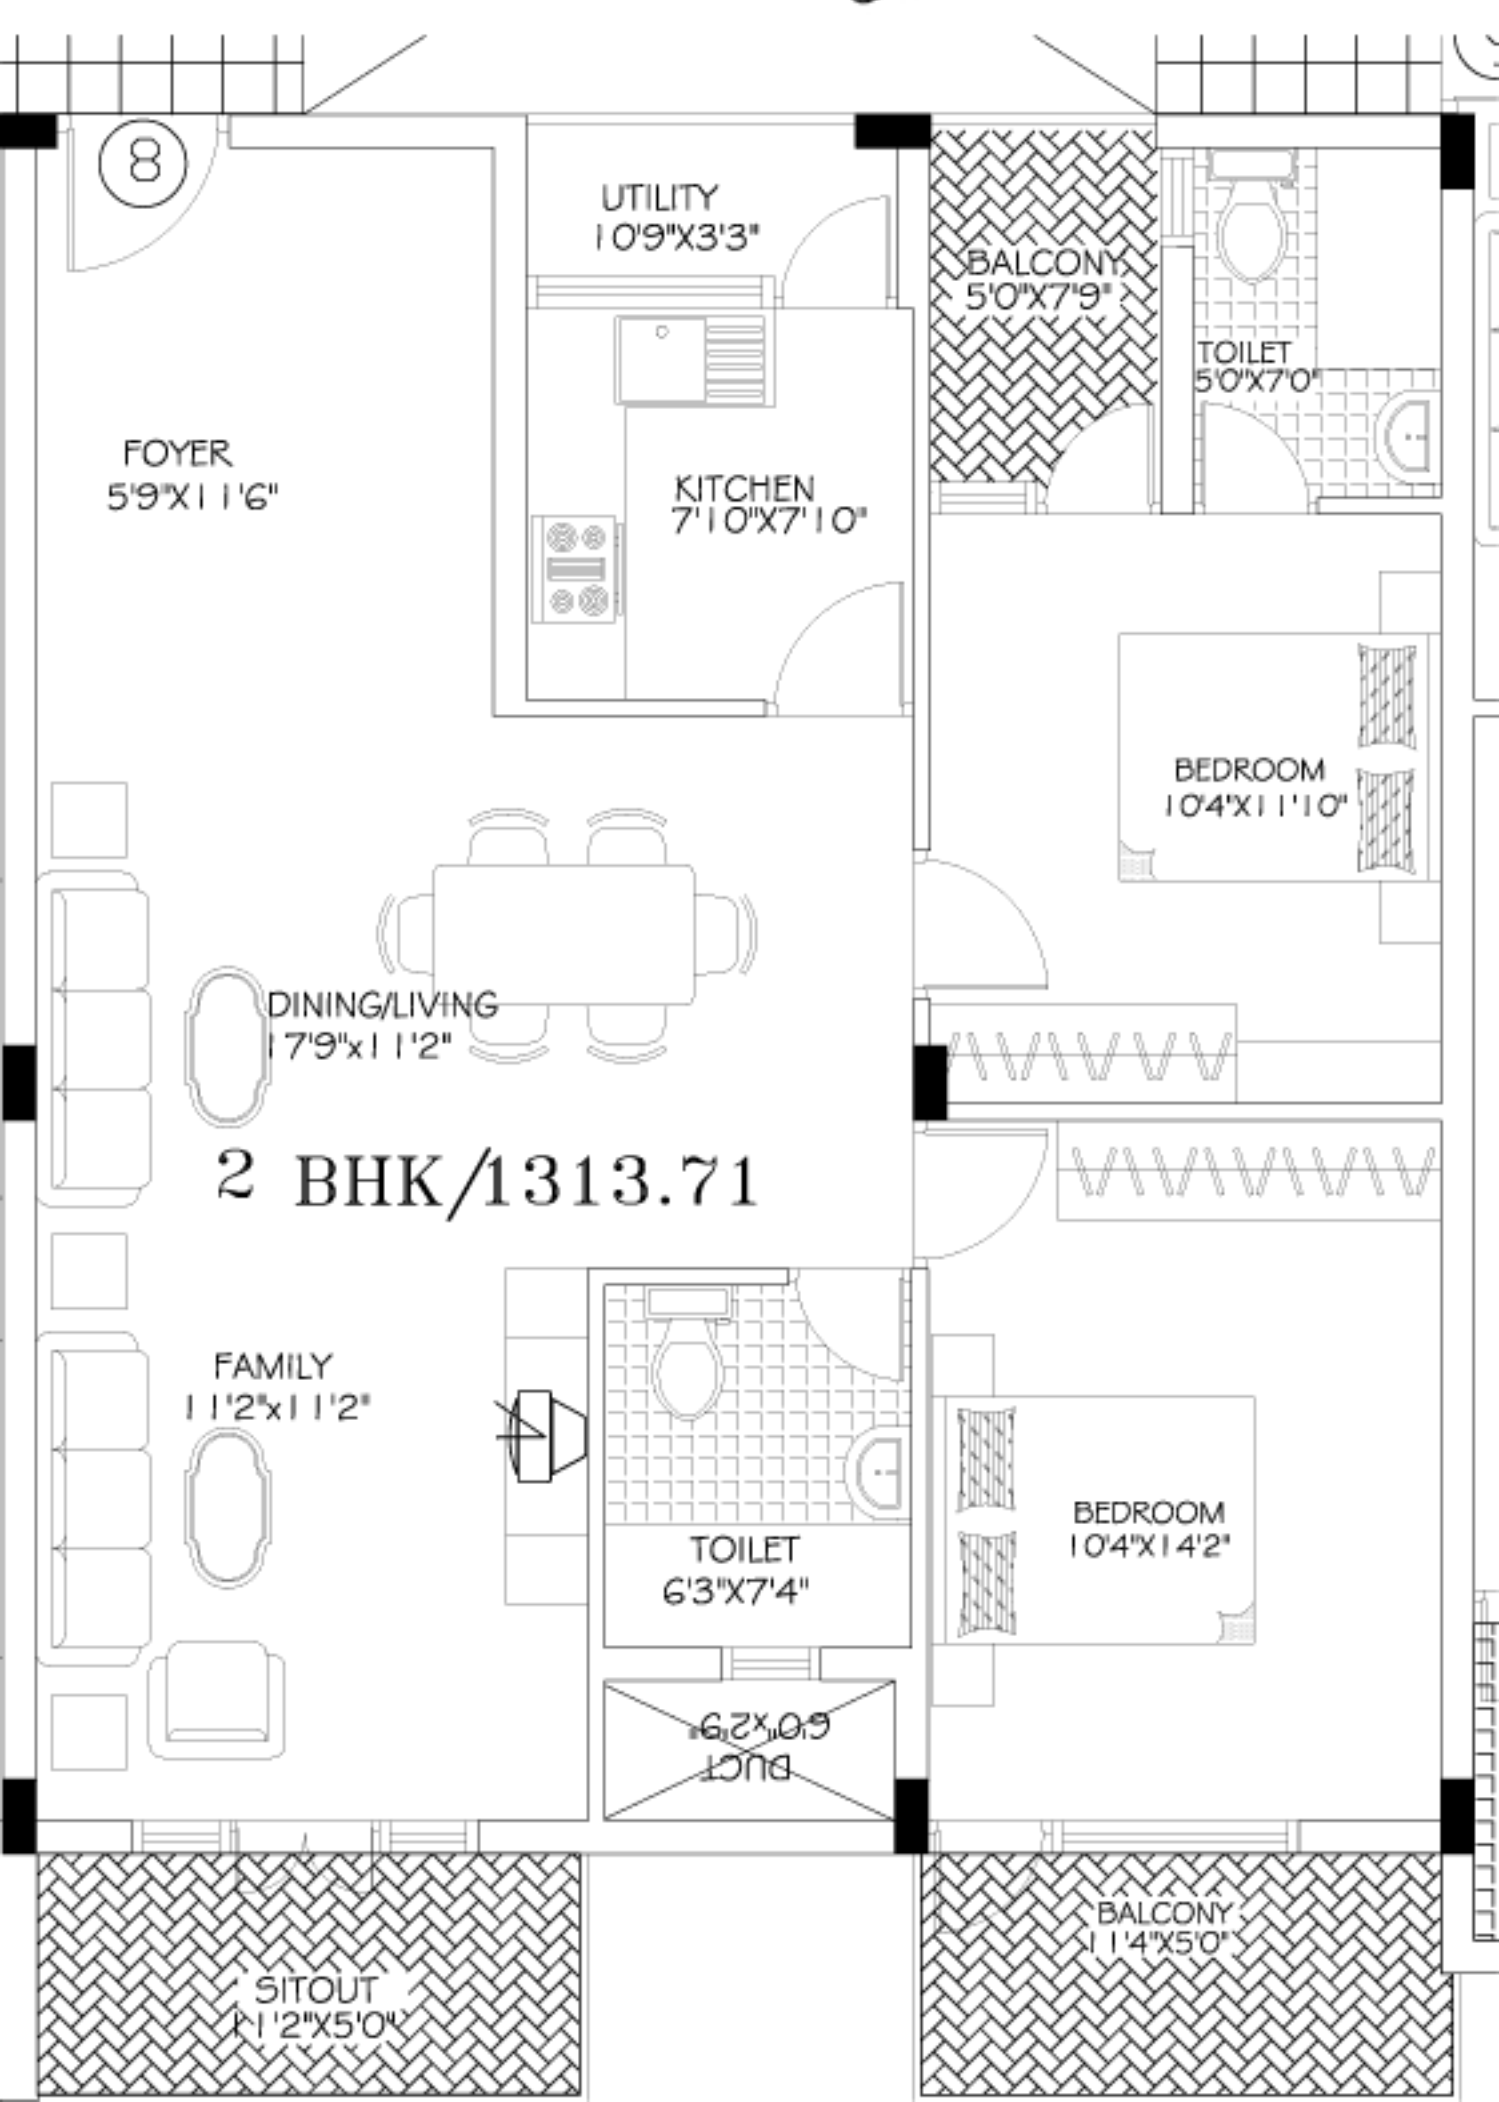 8
UTILITY
10'9"X3'3"
BALCONY
5'0"X7'9"
TOILET
5'0"X7'0"
FOYER
5'9"X11'6"
KITCHEN
7'10"X7'10"
BEDROOM
10'4"X11'10"
DINING/LIVING
17'9"x11'2"
2 BHK/1313.71
FAMILY
11'2"x11'2"
TOILET
6'3"X7'4"
BEDROOM
10'4"X14'2"
DUCT
6'0"x2'9"
BALCONY
11'4"X5'0"
SITOUT
11'2"X5'0"